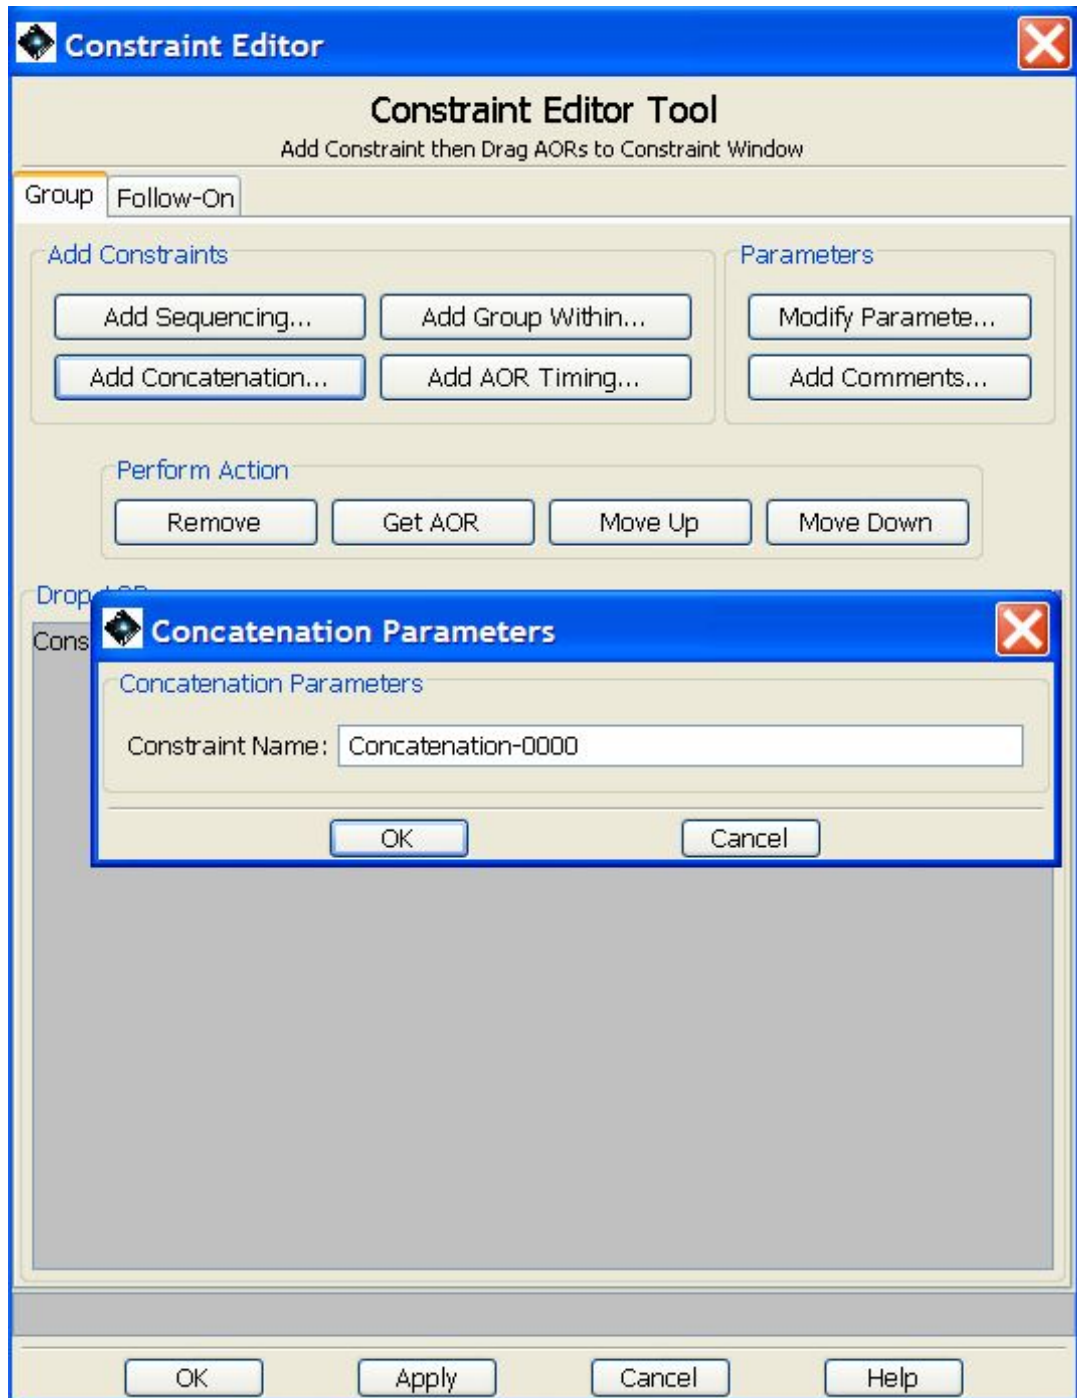 Constraint Editor
Constraint Editor Tool
Add Constraint then Drag AORs to Constraint Window
Group Follow-On
Add Constraints Parameters
Add Sequencing... Add Group Within... Modify Paramete...
Add Concatenation... Add AOR Timing... Add Comments...
Perform Action
Remove Get AOR Move Up Move Down
Drop
Cons
Concatenation Parameters
Concatenation Parameters
Constraint Name: Concatenation-0000
OK Cancel
OK Apply Cancel Help